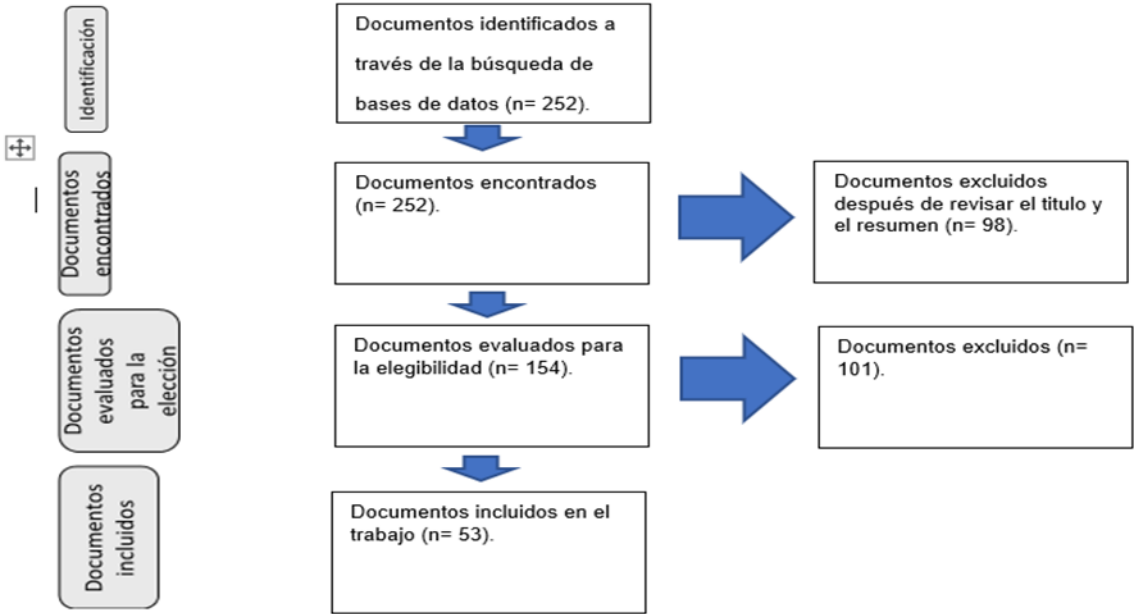 Identificación
Documentos identificados a
través de la búsqueda de
bases de datos (n= 252).
Documentos
encontrados
Documentos encontrados
(n= 252).
Documentos excluidos
después de revisar el titulo y
el resumen (n= 98).
Documentos
evaluados
para la
elección
Documentos evaluados para
la elegibilidad (n= 154).
Documentos excluidos (n=
101).
Documentos
incluidos
Documentos incluidos en el
trabajo (n= 53).